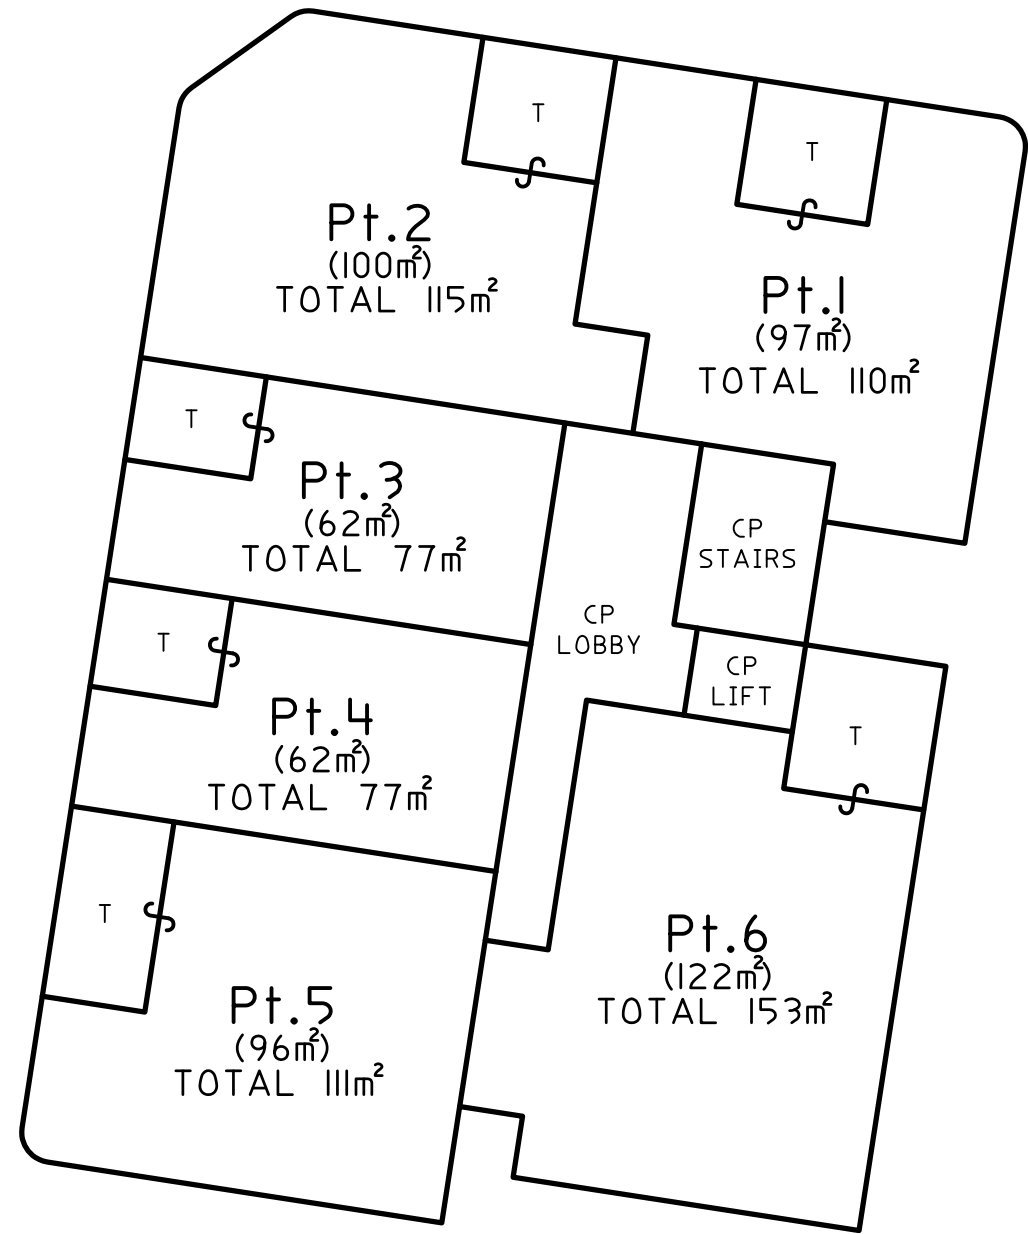 T
T
Pt.2
(100m²)
TOTAL 115m²
Pt.1
(97m²)
TOTAL 110m²
T
Pt.3
(62m²)
TOTAL 77m²
CP
STAIRS
CP
LOBBY
T
CP
LIFT
Pt.4
(62m²)
TOTAL 77m²
T
T
Pt.6
(122m²)
TOTAL 153m²
Pt.5
(96m²)
TOTAL 111m²